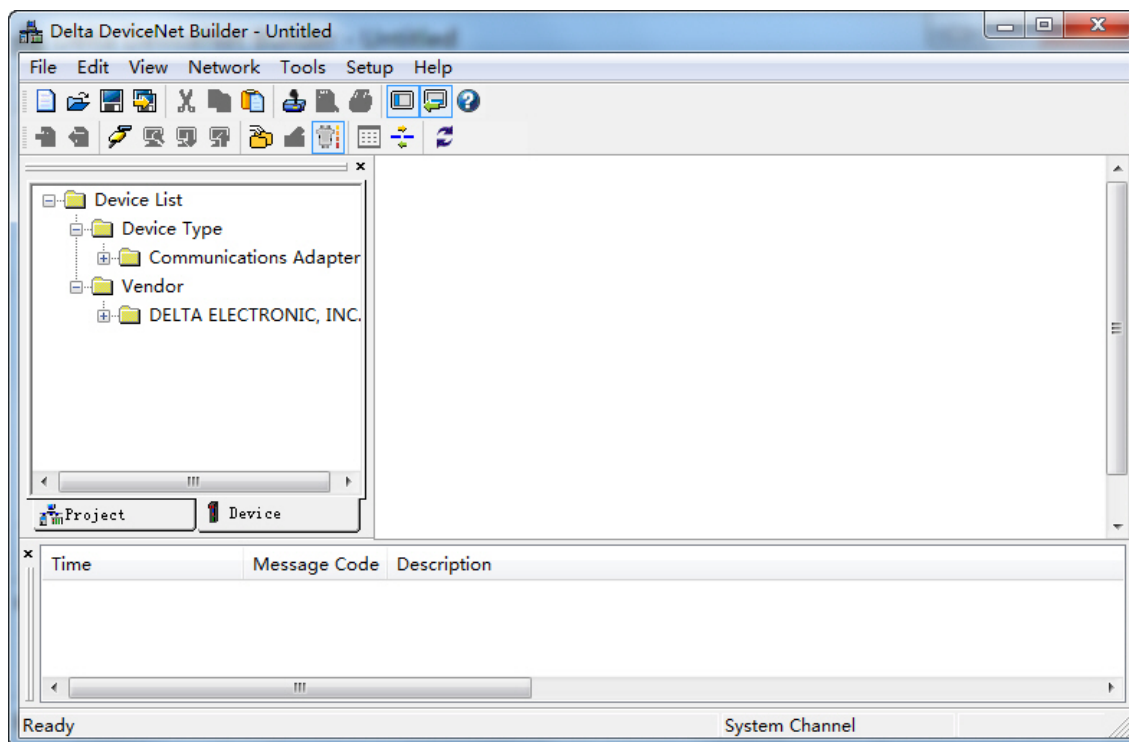 Delta DeviceNet Builder - Untitled
File Edit View Network Tools Setup Help
Device List
Device Type
Communications Adapter
Vendor
DELTA ELECTRONIC, INC.
Project Device
Time Message Code Description
Ready System Channel